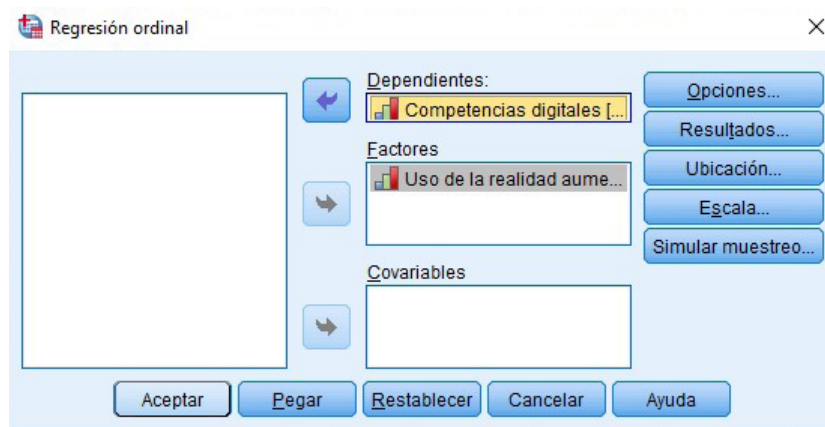 Regresión ordinal
Dependientes:
Competencias digitales [...
Factores
Uso de la realidad aume...
Covariables
Opciones...
Resultados...
Ubicación...
Escala...
Simular muestreo...
Aceptar
Pegar
Restablecer
Cancelar
Ayuda